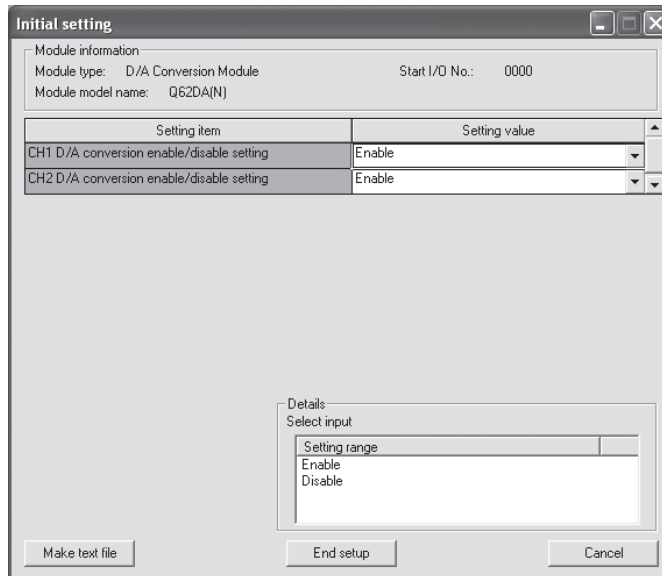 Initial setting
Module information
Module type: D/A Conversion Module Start I/O No.: 0000
Module model name: Q62DA(N)
Setting item Setting value
CH1 D/A conversion enable/disable setting Enable
CH2 D/A conversion enable/disable setting Enable
Details
Select input
Setting range
Enable
Disable
Make text file End setup Cancel